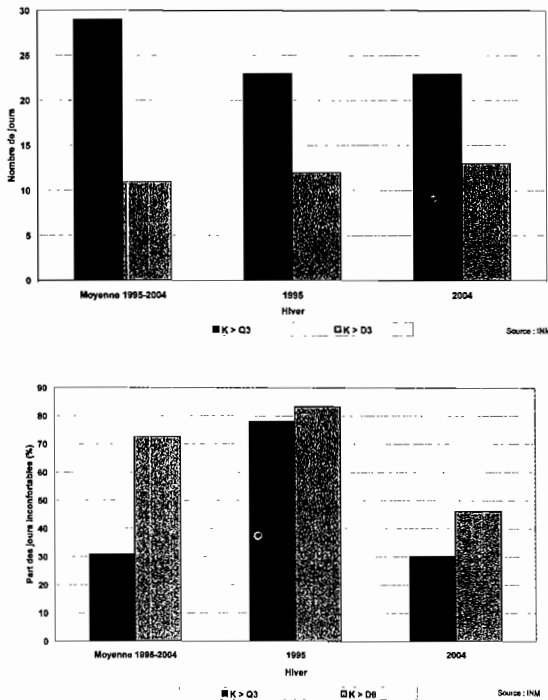 30
25
20
15
10
5
0
Nombre de jours
Moyenne 1995-2004 1995 2004
Hiver
K > Q3 K > D3
Source : INM
90
80
70
60
50
40
30
20
10
0
Part des jours inconfortables (%)
Moyenne 1995-2004 1995 2004
Hiver
K > Q3 K > D9
Source : INM